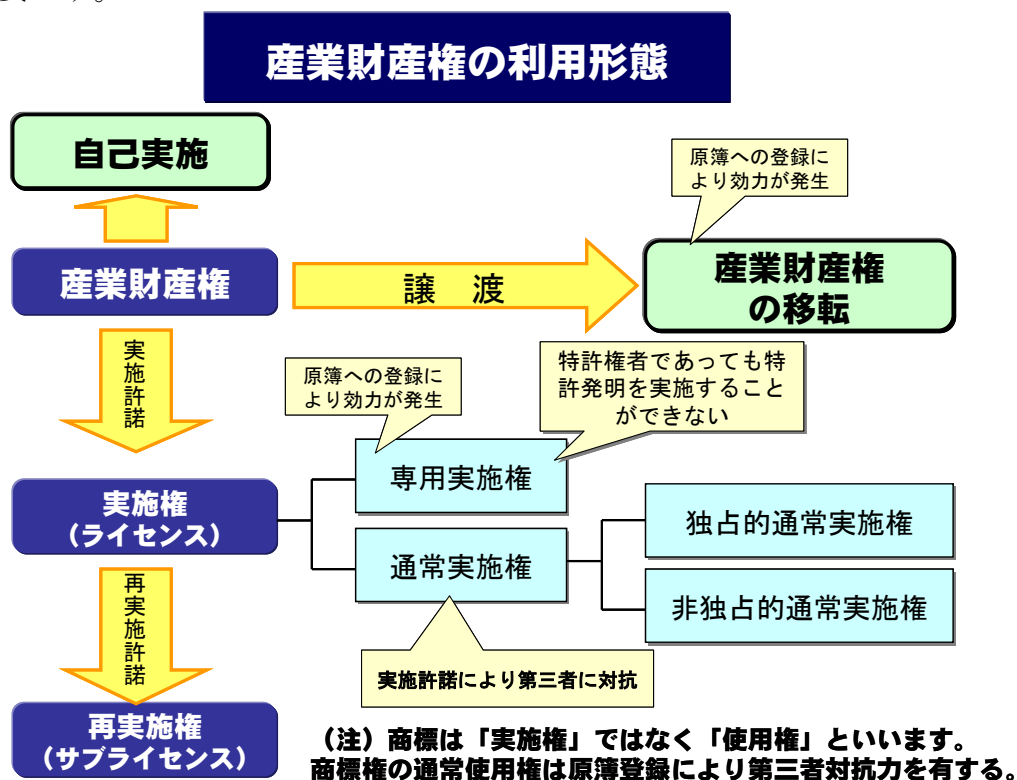 産業財産権の利用形態
自己実施
原簿への登録に
より効力が発生
産業財産権
譲　渡
産業財産権
の移転
実施許諾
原簿への登録に
より効力が発生
特許権者であっても特
許発明を実施すること
ができない
専用実施権
実施権
（ライセンス）
独占的通常実施権
通常実施権
非独占的通常実施権
再実施許諾
実施許諾により第三者に対抗
再実施権
（サブライセンス）
（注）商標は「実施権」ではなく「使用権」といいます。
商標権の通常使用権は原簿登録により第三者対抗力を有する。